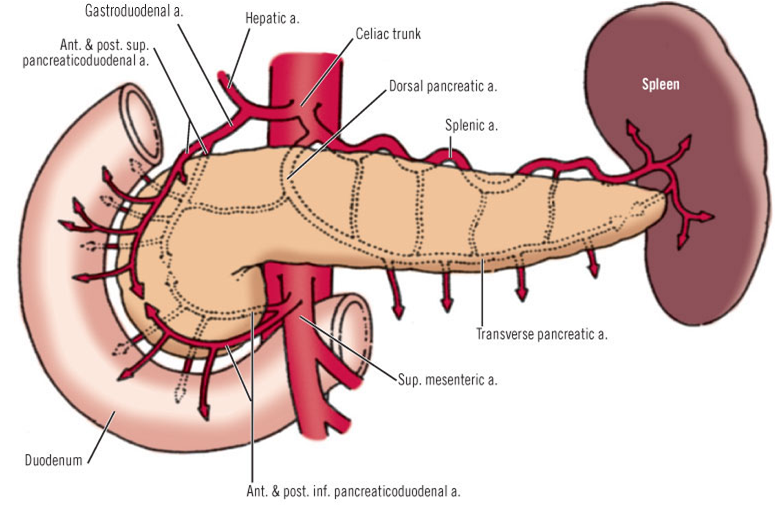 Gastroduodenal a.
Hepatic a.
Celiac trunk
Ant. & post. sup.
pancreaticoduodenal a.
Dorsal pancreatic a.
Spleen
Splenic a.
Transverse pancreatic a.
Sup. mesenteric a.
Duodenum
Ant. & post. inf. pancreaticoduodenal a.